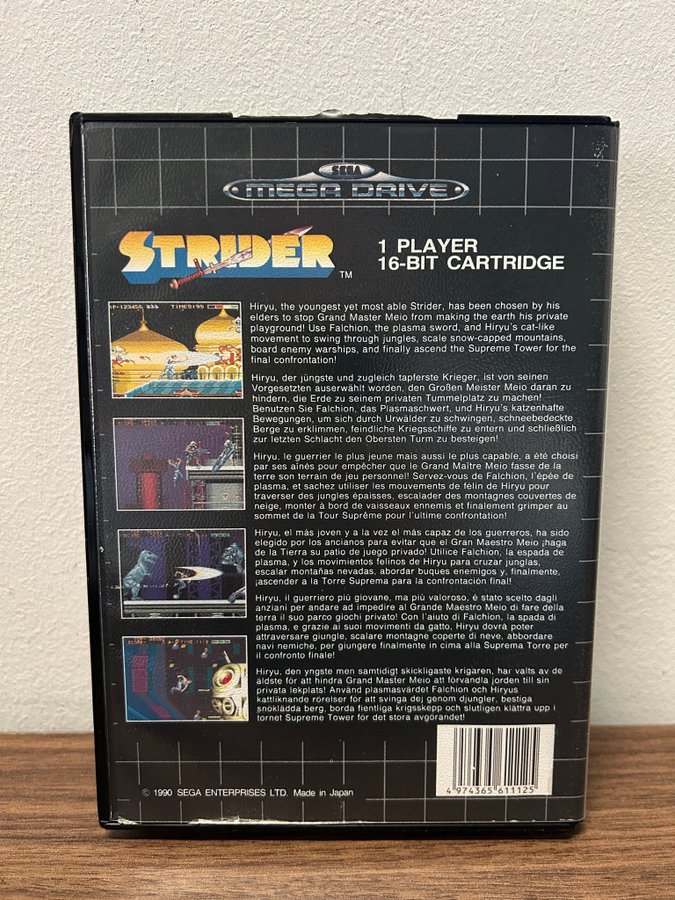 SEGA
MEGA DRIVE
STRIDER™
1 PLAYER
16-BIT CARTRIDGE
Hiryu, the youngest yet most able Strider, has been chosen by his
elders to stop Grand Master Meio from making the earth his private
playground! Use Falchion, the plasma sword, and Hiryu's cat-like
movement to swing through jungles, scale snow-capped mountains,
board enemy warships, and finally ascend the Supreme Tower for the
final confrontation!
Hiryu, der jüngste und zugleich tapferste Krieger, ist von seinen
Vorgesetzten auserwählt worden, den Großen Meister Meio daran zu
hindern, die Erde zu seinem privaten Tummelplatz zu machen!
Benutzen Sie Falchion, das Plasmaschwert, und Hiryu's katzenhafte
Bewegungen, um sich durch Urwälder zu schwingen, schneebedeckte
Berge zu erklimmen, feindliche Kriegsschiffe zu entern und schließlich
zur letzten Schlacht den Obersten Turm zu besteigen!
Hiryu, le guerrier le plus jeune mais aussi le plus capable, a été choisi
par ses aînés pour empêcher que le Grand Maître Meio fasse de la
terre son terrain de jeu personnel! Servez-vous de Falchion, l'épée de
plasma, et sachez utiliser les mouvements de félin de Hiryu pour
traverser des jungles épaisses, escalader des montagnes couvertes de
neige, monter à bord de vaisseaux ennemis et finalement grimper au
sommet de la Tour Suprême pour l'ultime confrontation!
Hiryu, el más joven y a la vez el más capaz de los guerreros, ha sido
elegido por los ancianos para evitar que el Gran Maestro Meio ¡haga
de la Tierra su patio de juego privado! Utilice Falchion, la espada de
plasma, y los movimientos felinos de Hiryu para cruzar junglas,
escalar montañas nevadas, abordar buques enemigos y, finalmente,
¡ascender a la Torre Suprema para la confrontación final!
Hiryu, il guerriero più giovane, ma più valoroso, è stato scelto dagli
anziani per andare ad impedire al Grande Maestro Meio di fare della
terra il suo parco giochi privato! Con l'aiuto di Falchion, la spada di
plasma, e grazie ai suoi movimenti da gatto, Hiryu dovrà poter
attraversare giungle, scalare montagne coperte di neve, abbordare
navi nemiche, per giungere finalmente in cima alla Suprema Torre per
il confronto finale!
Hiryu, den yngste men samtidigt skickligaste krigaren, har valts av de
äldste för att hindra Grand Master Meio att förvandla jorden till sin
privata lekplats! Använd plasmasvärdet Falchion och Hiryus
kattliknande rörelser för att svinga dej genom djungler, bestiga
snöklädda berg, borda fientliga krigsskepp och slutligen klättra upp i
tornet Supreme Tower för det stora avgörandet!
© 1990 SEGA ENTERPRISES LTD. Made in Japan
4 974365 611125